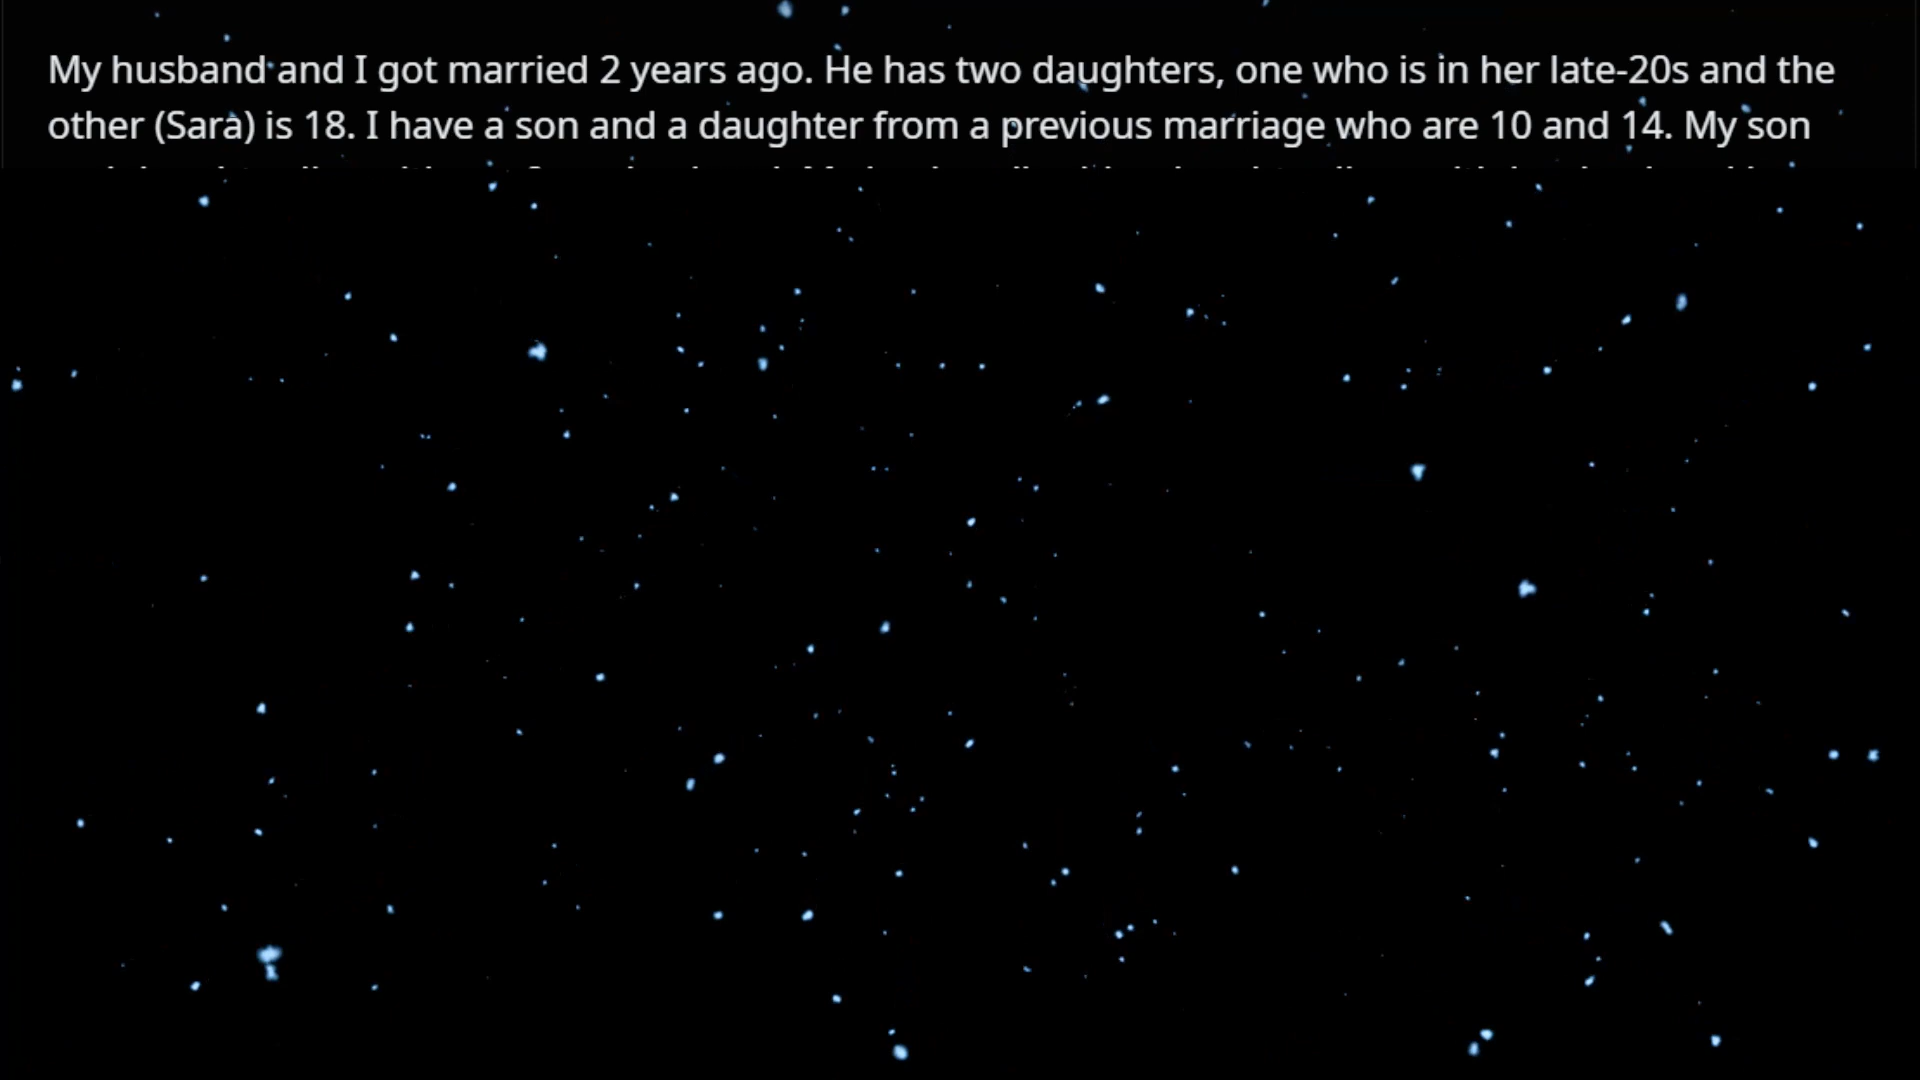 My husband and I got married 2 years ago. He has two daughters, one who is in her late-20s and the
other (Sara) is 18. I have a son and a daughter from a previous marriage who are 10 and 14. My son